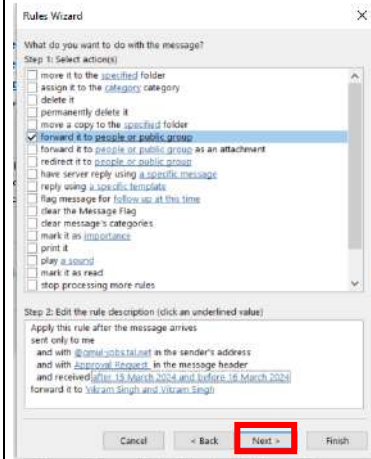 Rules Wizard
What do you want to do with the message?
Step 1: Select action(s)
move it to the specified folder
assign it to the category category
delete it
permanently delete it
move a copy to the specified folder
forward it to people or public group
forward it to people or public group as an attachment
redirect it to people or public group
have server reply using a specific message
reply using a specific template
flag message for follow up at this time
clear the Message Flag
clear message's categories
mark it as importance
print it
play a sound
mark it as read
stop processing more rules
Step 2: Edit the rule description (click an underlined value)
Apply this rule after the message arrives
sent only to me
and with in the sender's address
and with Approval Request in the message header
and received after 15 March 2024 and before 16 March 2024
forward it to Vikram Singh and Vikram Singh
Cancel
< Back
Next >
Finish